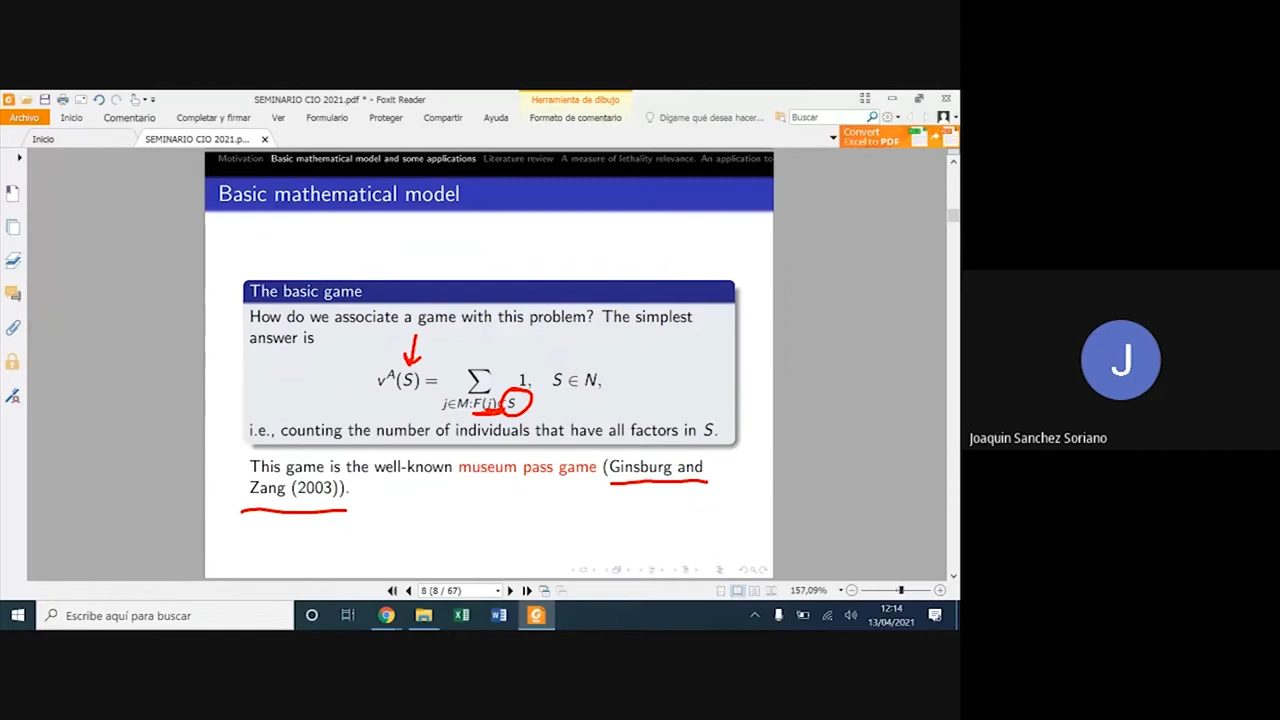 SEMINARIO CIO 2021.pdf * - Foxit Reader
Herramienta de dibujo
Archivo Inicio Comentario Completar y firmar Ver Formulario Proteger Compartir Ayuda Formato de comentario Dígame qué desea hacer... Buscar
Inicio SEMINARIO CIO 2021.p...
Convert
Excel to PDF
Motivation Basic mathematical model and some applications Literature review A measure of lethality relevance. An application to
Basic mathematical model
The basic game
How do we associate a game with this problem? The simplest
answer is
v^A(S) = ∑_{j∈M:F(j)⊂S} 1, S ∈ N,
i.e., counting the number of individuals that have all factors in S.
This game is the well-known museum pass game (Ginsburg and
Zang (2003)).
8 (8 / 67)
157,09%
Escribe aquí para buscar
12:14
13/04/2021
J
Joaquin Sanchez Soriano